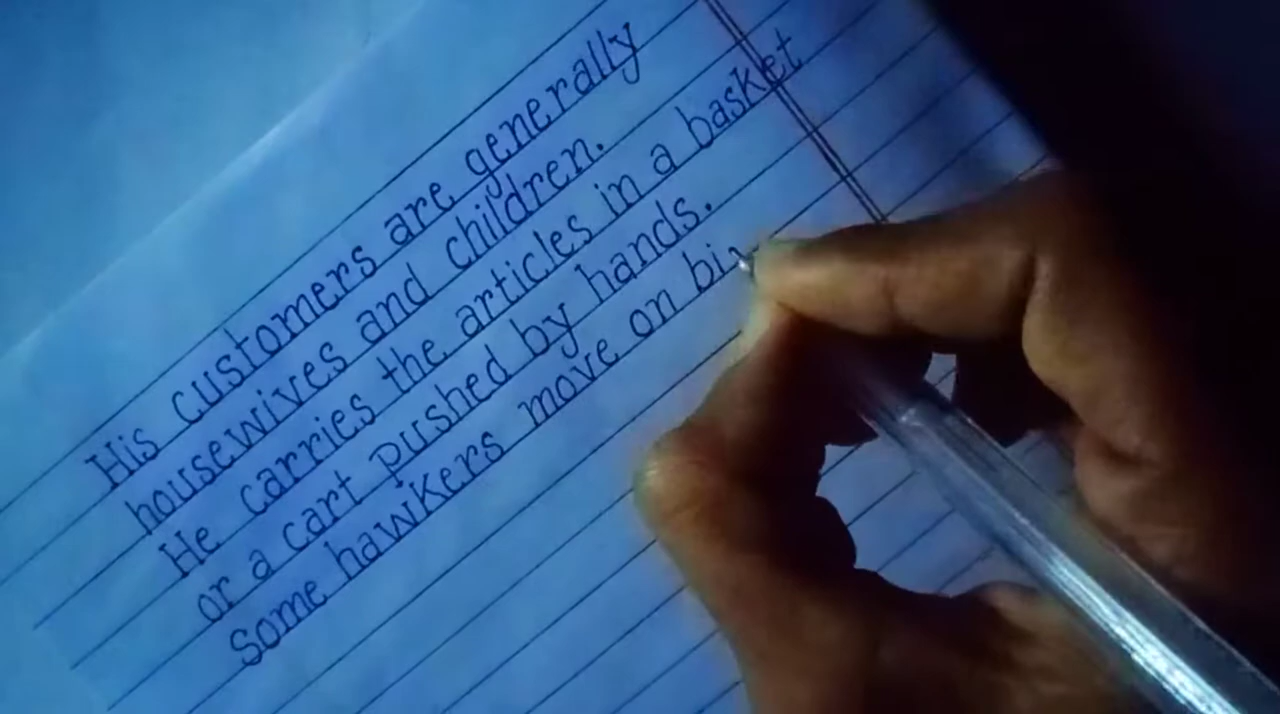 His customers are generally
housewives and children.
He carries the articles in a basket
or a cart pushed by hands.
Some hawkers move on